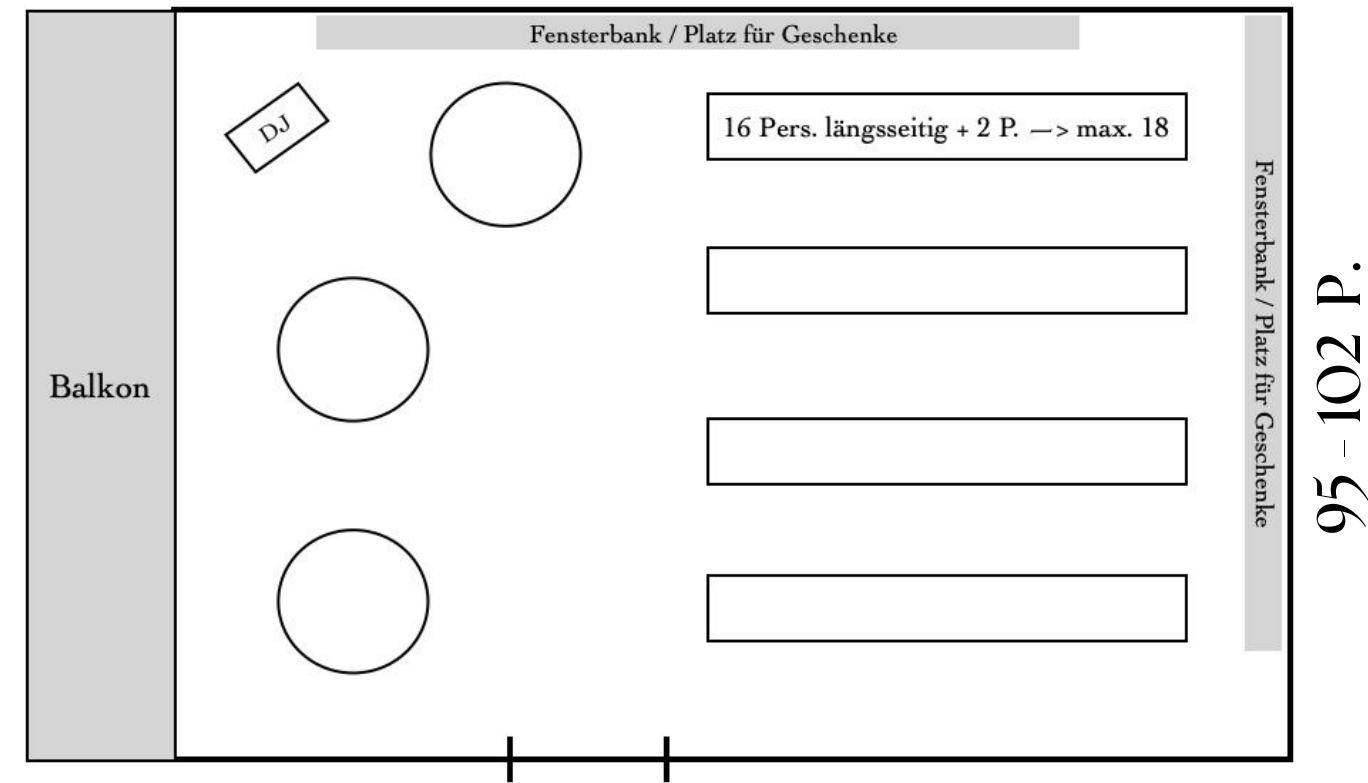 Fensterbank / Platz für Geschenke
DJ
16 Pers. längsseitig + 2 P. —> max. 18
Fensterbank / Platz für Geschenke
Balkon
95 - 102 P.